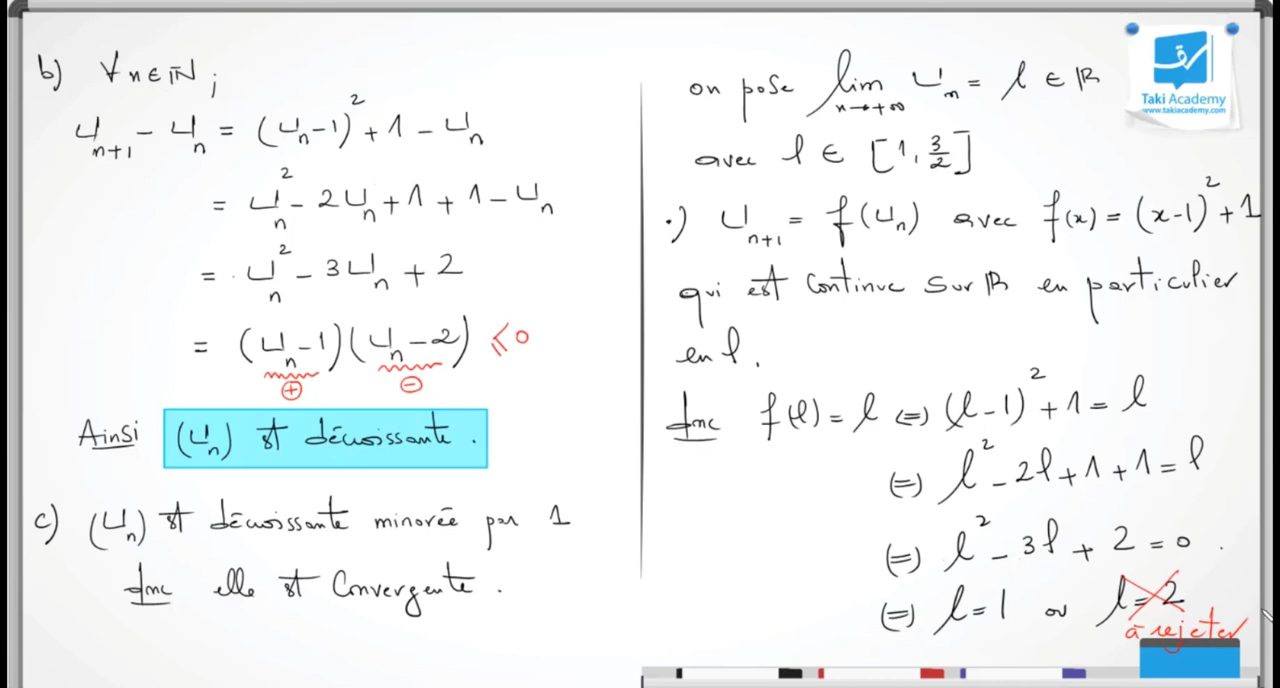 b) ∀n∈ℕ ;
U_{n+1} - U_n = (U_n - 1)² + 1 - U_n
= U_n² - 2U_n + 1 + 1 - U_n
= U_n² - 3U_n + 2
= (U_n - 1)(U_n - 2) ≤ 0
⊕ ⊖
Ainsi (U_n) est décroissante.
c) (U_n) est décroissante minorée par 1
donc elle est Convergente.
on pose lim_{n→+∞} U_n = l ∈ ℝ
avec l ∈ [1, 3/2]
•) U_{n+1} = f(U_n) avec f(x) = (x-1)² + 1
qui est continue sur ℝ en particulier
en l.
donc f(l) = l ⇔ (l-1)² + 1 = l
⇔ l² - 2l + 1 + 1 = l
⇔ l² - 3l + 2 = 0.
⇔ l = 1 ou l = 2
à rejeter
Taki Academy
www.takiacademy.com